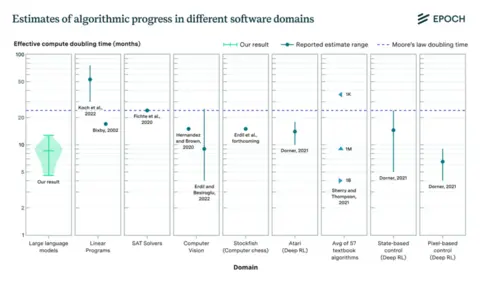 Estimates of algorithmic progress in different software domains
EPOCH
Effective compute doubling time (months)
Our result
Reported estimate range
Moore's law doubling time
100
50
20
10
5
2
1
Our result
Koch et al.,
2022
Bixby, 2002
Fichte et al.,
2020
Hernandez
and Brown,
2020
Erdil and
Besiroglu,
2022
Erdil et al.,
forthcoming
Dorner, 2021
1K
1M
1B
Sherry and
Thompson,
2021
Dorner, 2021
Dorner, 2021
Large language
models
Linear
Programs
SAT Solvers
Computer
Vision
Stockfish
(Computer chess)
Atari
(Deep RL)
Avg of 57
textbook
algorithms
State-based
control
(Deep RL)
Pixel-based
control
(Deep RL)
Domain